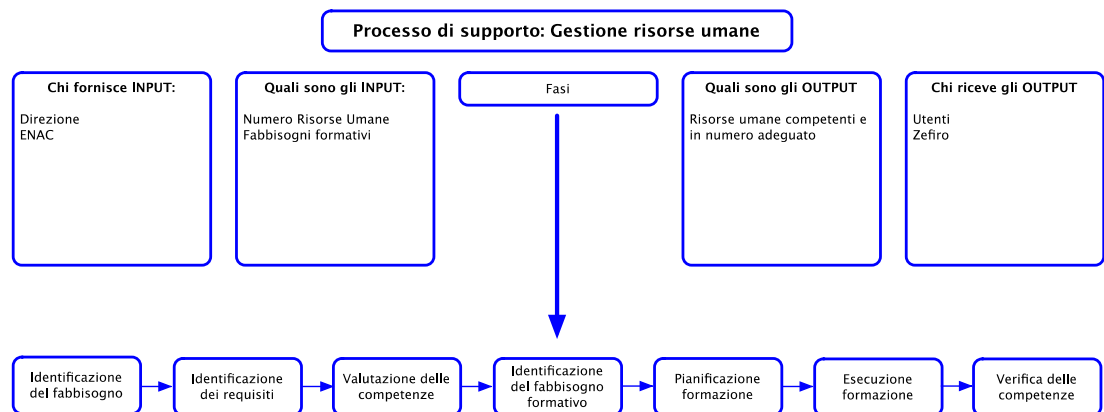 Processo di supporto: Gestione risorse umane
Chi fornisce INPUT:
Direzione
ENAC
Quali sono gli INPUT:
Numero Risorse Umane
Fabbisogni formativi
Fasi
Quali sono gli OUTPUT
Risorse umane competenti e
in numero adeguato
Chi riceve gli OUTPUT
Utenti
Zefiro
Identificazione
del fabbisogno
Identificazione
dei requisiti
Valutazione delle
competenze
Identificazione
del fabbisogno
formativo
Pianificazione
formazione
Esecuzione
formazione
Verifica delle
competenze